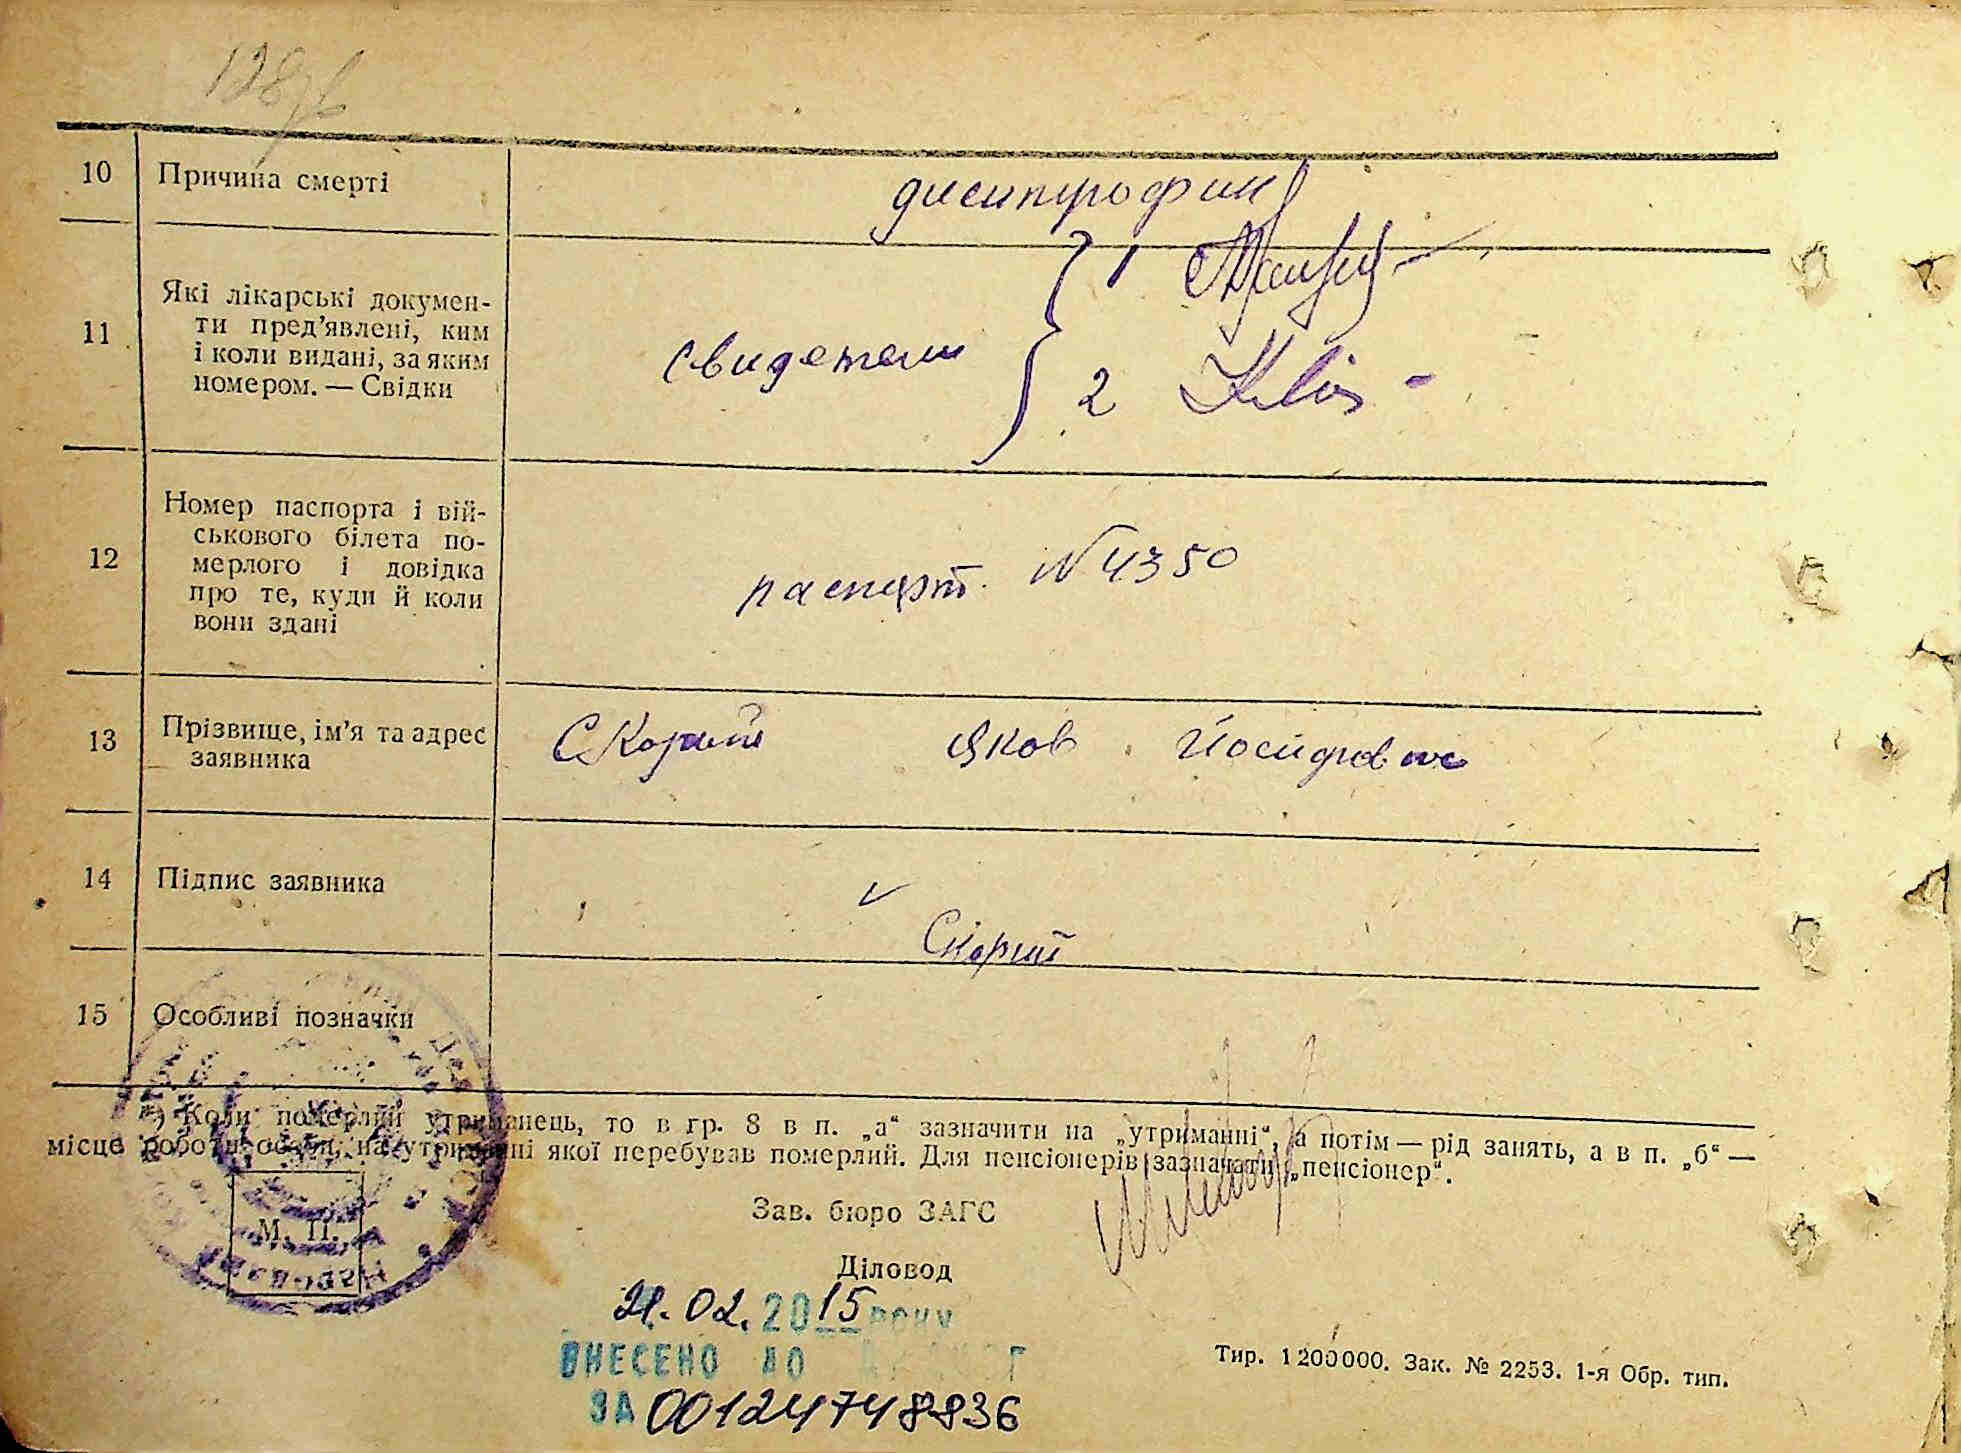 128
10 Причина смерті дисипрофии
11 Які лікарські докумен-
ти пред'явлені, ким
і коли видані, за яким
номером. — Свідки
свидетели
1
2
12 Номер паспорта і вій-
ськового білета по-
мерлого і довідка
про те, куди й коли
вони здані
паспорт. N 4350
13 Прізвище, ім'я та адрес
заявника
Скорий Яков Йосифович
14 Підпис заявника
Скорий
15 Особливі позначки
*) Коли померлий утриманець, то в гр. 8 в п. „а“ зазначити на „утриманні“, а потім — рід занять, а в п. „б“ —
місце роботи особи, на утриманні якої перебував померлий. Для пенсіонерів зазначати „пенсіонер“.
М. П.
Зав. бюро ЗАГС
Діловод
21.02.2015 року
ВНЕСЕНО ДО
ЗА 00124748836
Тир. 1200000. Зак. № 2253. 1-я Обр. тип.